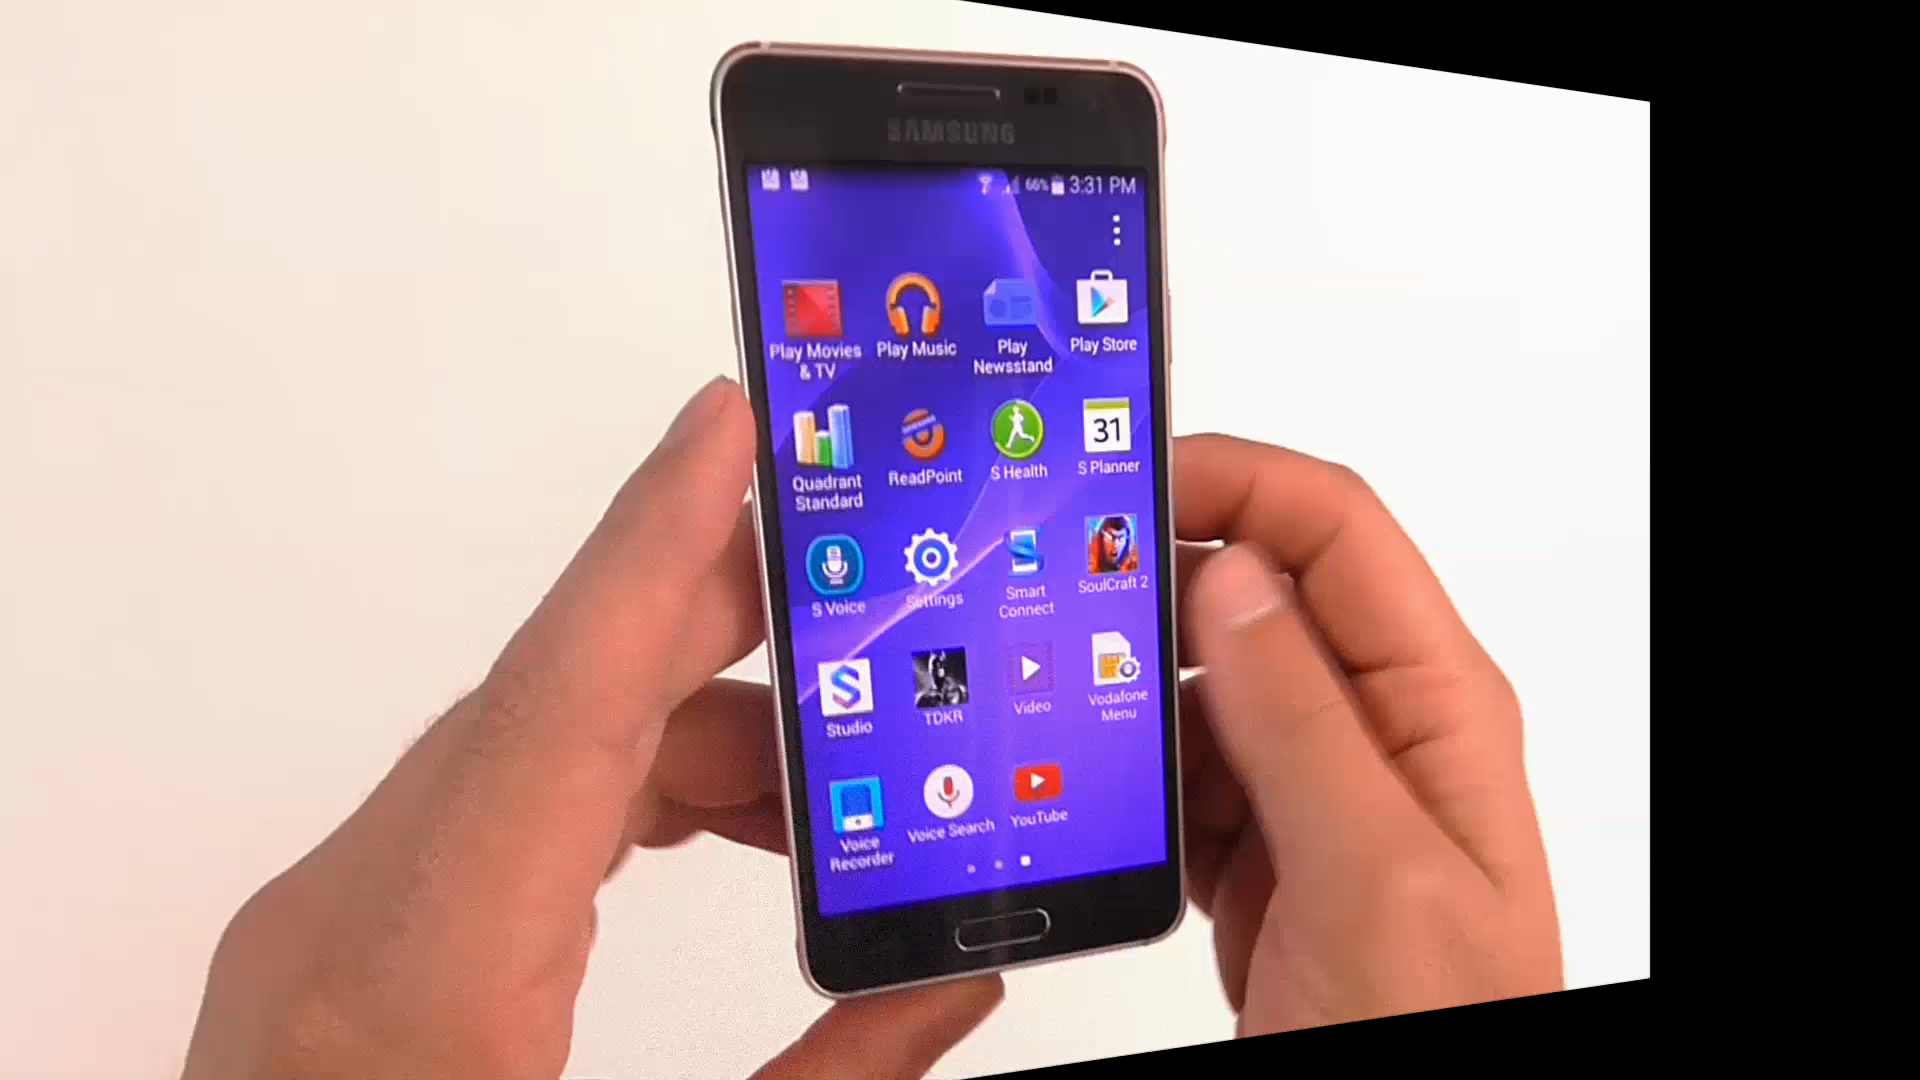 SAMSUNG
66% 3:31 PM
Play Movies
& TV
Play Music
Play
Newsstand
Play Store
Quadrant
Standard
ReadPoint
S Health
31
S Planner
S Voice
Settings
Smart
Connect
SoulCraft 2
Studio
TDKR
Video
Vodafone
Menu
Voice
Recorder
Voice Search
YouTube